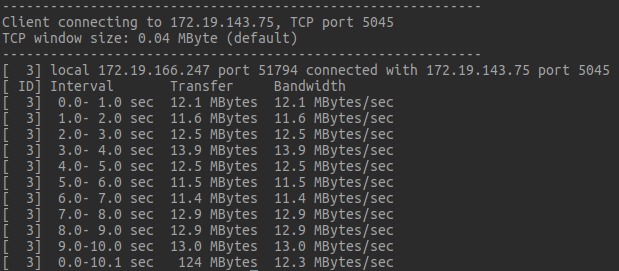 ------------------------------------------------------------
Client connecting to 172.19.143.75, TCP port 5045
TCP window size: 0.04 MByte (default)
------------------------------------------------------------
[  3] local 172.19.166.247 port 51794 connected with 172.19.143.75 port 5045
[ ID] Interval       Transfer     Bandwidth
[  3]  0.0- 1.0 sec  12.1 MBytes  12.1 MBytes/sec
[  3]  1.0- 2.0 sec  11.6 MBytes  11.6 MBytes/sec
[  3]  2.0- 3.0 sec  12.5 MBytes  12.5 MBytes/sec
[  3]  3.0- 4.0 sec  13.9 MBytes  13.9 MBytes/sec
[  3]  4.0- 5.0 sec  12.5 MBytes  12.5 MBytes/sec
[  3]  5.0- 6.0 sec  11.5 MBytes  11.5 MBytes/sec
[  3]  6.0- 7.0 sec  11.4 MBytes  11.4 MBytes/sec
[  3]  7.0- 8.0 sec  12.9 MBytes  12.9 MBytes/sec
[  3]  8.0- 9.0 sec  12.9 MBytes  12.9 MBytes/sec
[  3]  9.0-10.0 sec  13.0 MBytes  13.0 MBytes/sec
[  3]  0.0-10.1 sec   124 MBytes  12.3 MBytes/sec